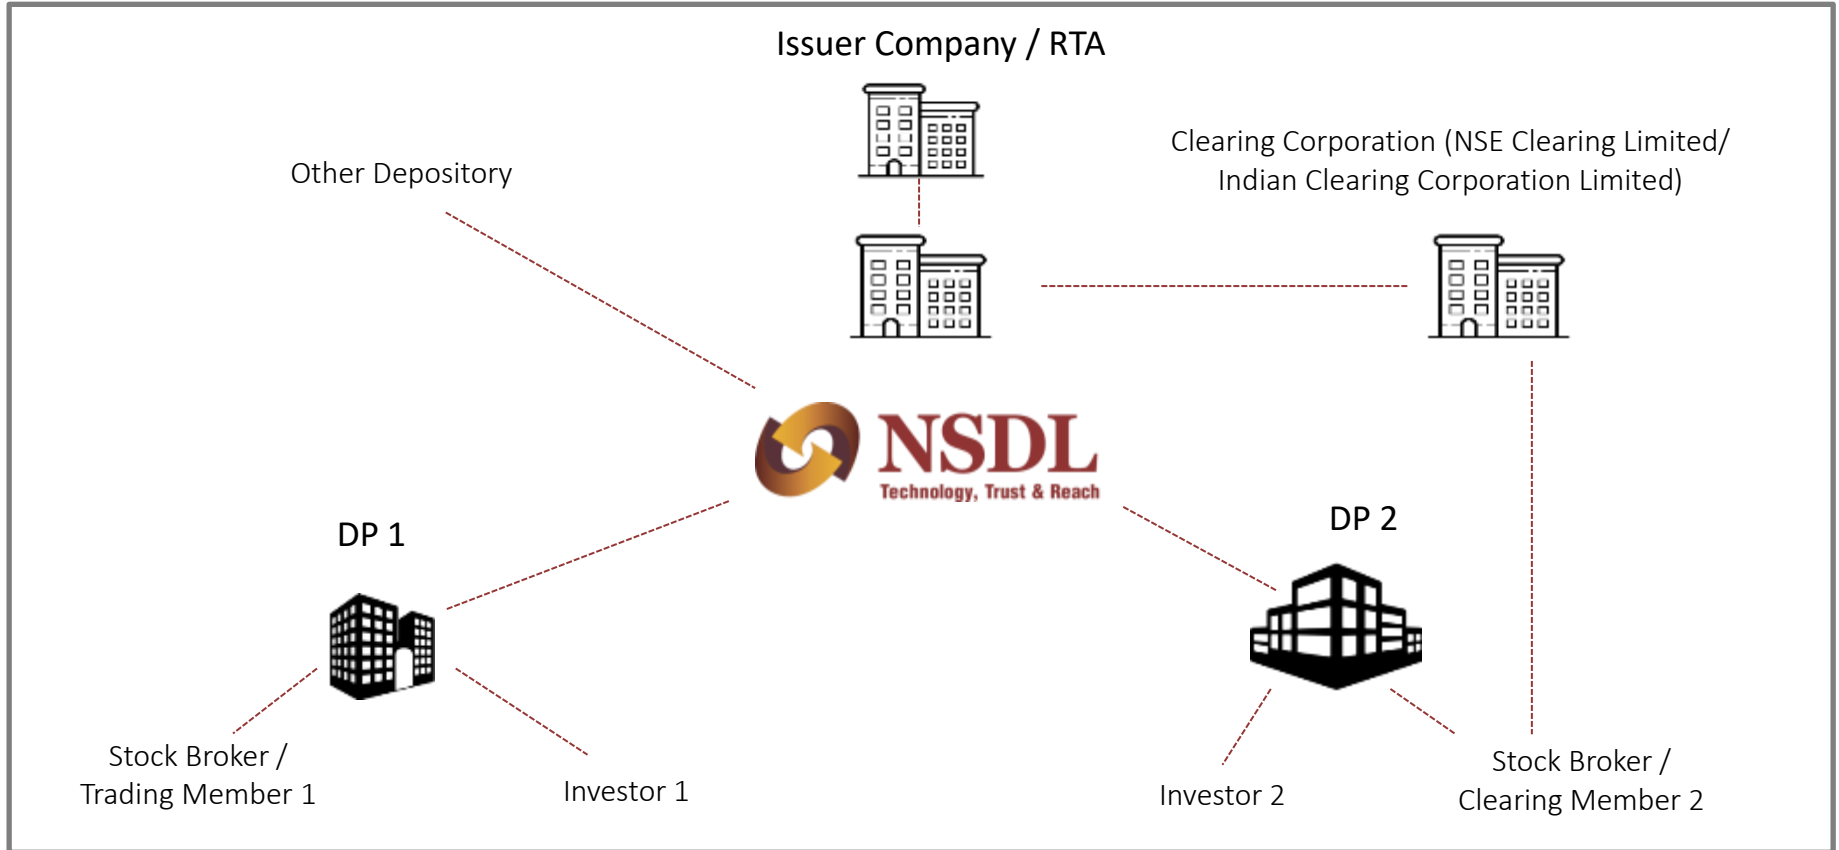 Issuer Company / RTA
Clearing Corporation (NSE Clearing Limited/
Indian Clearing Corporation Limited)
Other Depository
NSDL
Technology, Trust & Reach
DP 1
DP 2
Stock Broker /
Trading Member 1
Investor 1
Investor 2
Stock Broker /
Clearing Member 2